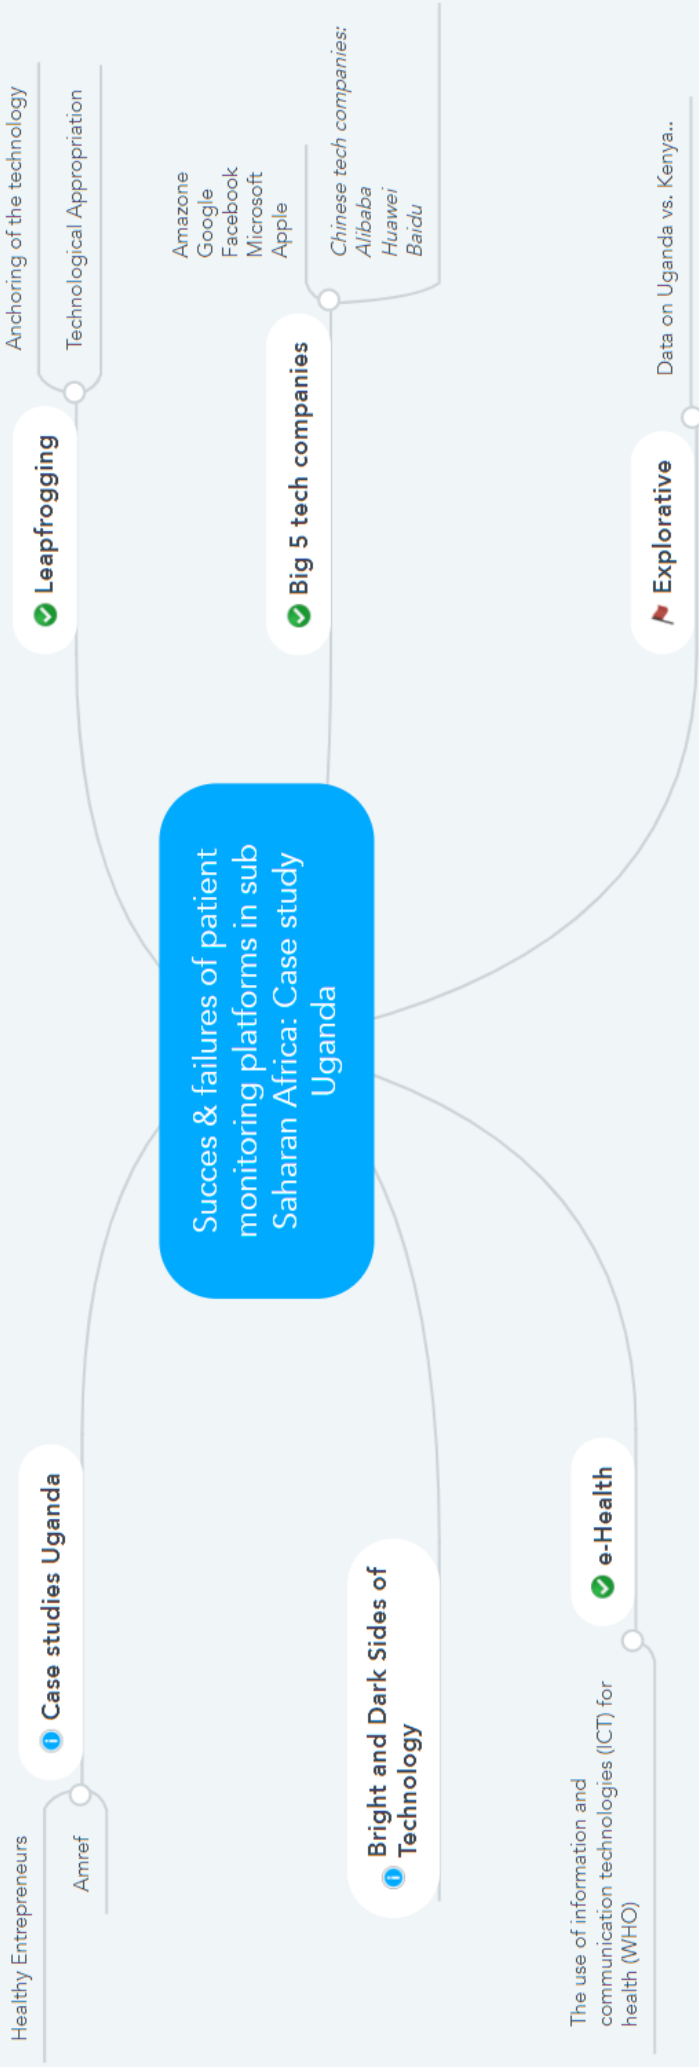 Succes & failures of patient
monitoring platforms in sub
Saharan Africa: Case study
Uganda
Leapfrogging
Anchoring of the technology
Technological Appropriation
Big 5 tech companies
Amazone
Google
Facebook
Microsoft
Apple
Chinese tech companies:
Alibaba
Huawei
Baidu
Explorative
Data on Uganda vs. Kenya..
Case studies Uganda
Healthy Entrepreneurs
Amref
Bright and Dark Sides of
Technology
e-Health
The use of information and
communication technologies (ICT) for
health (WHO)